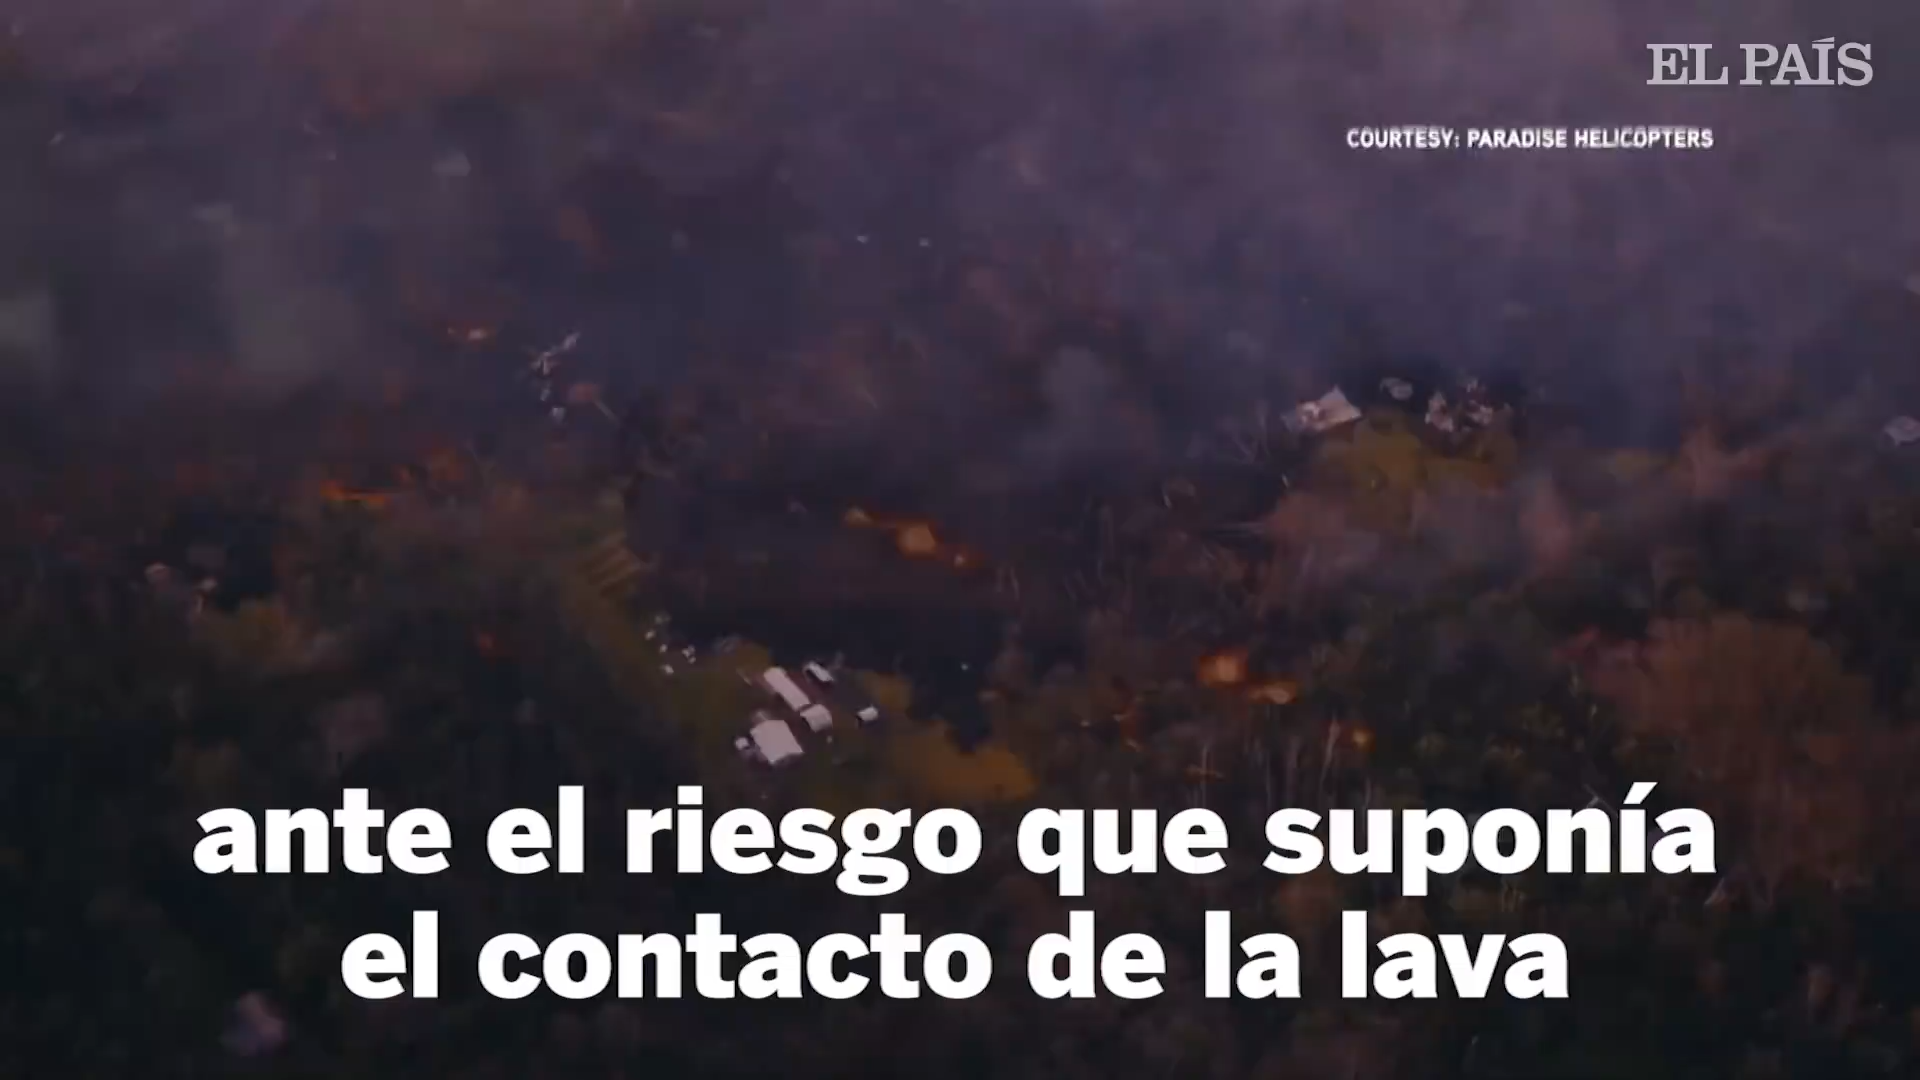 EL PAÍS
COURTESY: PARADISE HELICOPTERS
ante el riesgo que suponía
el contacto de la lava